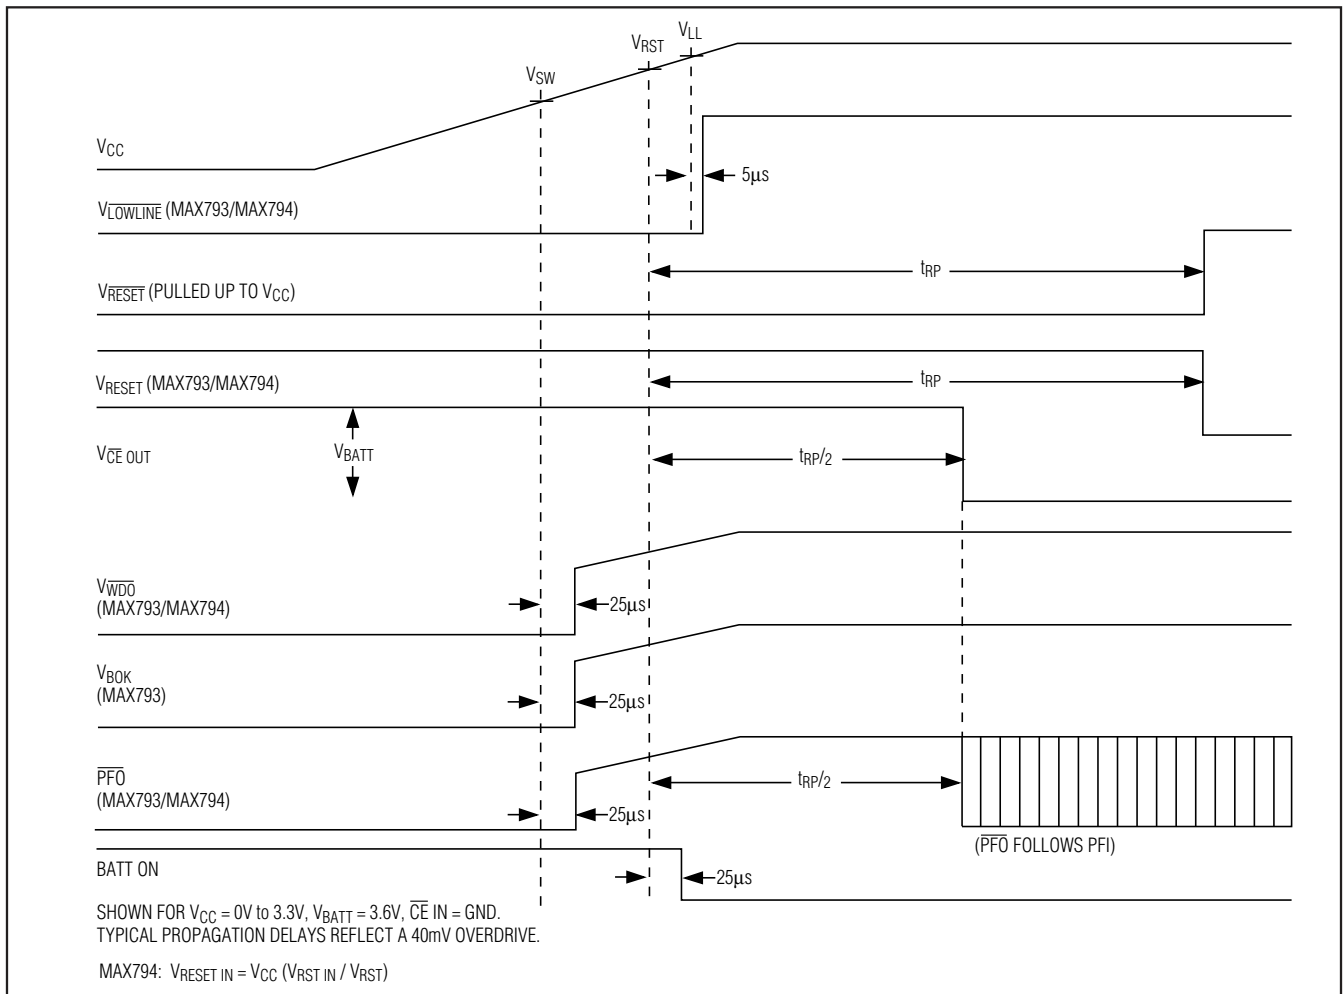 VLL
VRST
VSW
VCC
5µs
VLOWLINE (MAX793/MAX794)
tRP
VRESET (PULLED UP TO VCC)
VRESET (MAX793/MAX794)
tRP
VCE OUT
VBATT
tRP/2
VWDO
(MAX793/MAX794)
25µs
VBOK
(MAX793)
25µs
PFO
(MAX793/MAX794)
tRP/2
25µs
(PFO FOLLOWS PFI)
BATT ON
25µs
SHOWN FOR VCC = 0V to 3.3V, VBATT = 3.6V, CE IN = GND.
TYPICAL PROPAGATION DELAYS REFLECT A 40mV OVERDRIVE.
MAX794: VRESET IN = VCC (VRST IN / VRST)